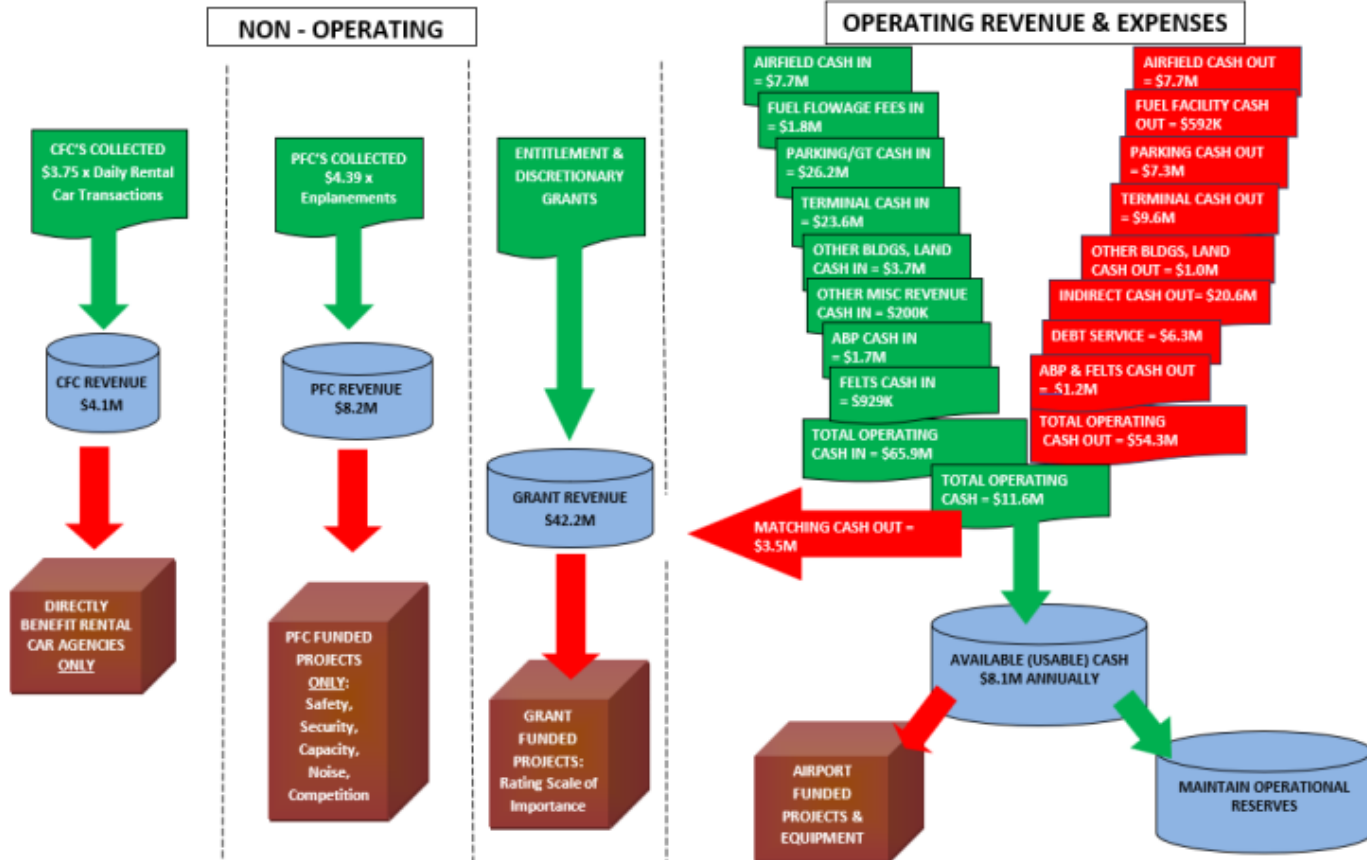 NON - OPERATING
CFC'S COLLECTED
$3.75 x Daily Rental
Car Transactions
CFC REVENUE
$4.1M
DIRECTLY
BENEFIT RENTAL
CAR AGENCIES
ONLY
PFC'S COLLECTED
$4.39 x
Enplanements
PFC REVENUE
$8.2M
PFC FUNDED
PROJECTS
ONLY:
Safety,
Security,
Capacity,
Noise,
Competition
ENTITLEMENT &
DISCRETIONARY
GRANTS
GRANT REVENUE
$42.2M
GRANT
FUNDED
PROJECTS:
Rating Scale of
Importance
OPERATING REVENUE & EXPENSES
AIRFIELD CASH IN
= $7.7M
FUEL FLOWAGE FEES IN
= $1.8M
PARKING/GT CASH IN
= $26.2M
TERMINAL CASH IN
= $23.6M
OTHER BLDGS, LAND
CASH IN = $3.7M
OTHER MISC REVENUE
CASH IN = $200K
ABP CASH IN
= $1.7M
FELTS CASH IN
= $929K
TOTAL OPERATING
CASH IN = $65.9M
AIRFIELD CASH OUT
= $7.7M
FUEL FACILITY CASH
OUT = $592K
PARKING CASH OUT
= $7.3M
TERMINAL CASH OUT
= $9.6M
OTHER BLDGS, LAND
CASH OUT = $1.0M
INDIRECT CASH OUT= $20.6M
DEBT SERVICE = $6.3M
ABP & FELTS CASH OUT
= $1.2M
TOTAL OPERATING
CASH OUT = $54.3M
TOTAL OPERATING
CASH = $11.6M
MATCHING CASH OUT =
$3.5M
AVAILABLE (USABLE) CASH
$8.1M ANNUALLY
AIRPORT
FUNDED
PROJECTS &
EQUIPMENT
MAINTAIN OPERATIONAL
RESERVES